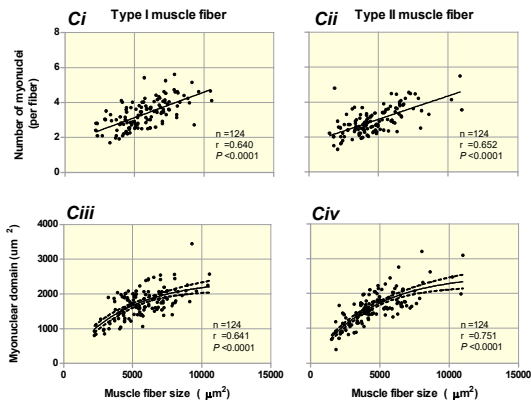 Ci Type I muscle fiber
Cii Type II muscle fiber
Number of myonuclei
(per fiber)
8
6
4
2
0
n =124
r =0.640
P <0.0001
n =124
r =0.652
P <0.0001
Ciii
Civ
Myonuclear domain (um⁻²)
4000
3000
2000
1000
0
n =124
r =0.641
P <0.0001
n =124
r =0.751
P <0.0001
0 5000 10000 15000
0 5000 10000 15000
Muscle fiber size ( μm²)
Muscle fiber size ( μm²)